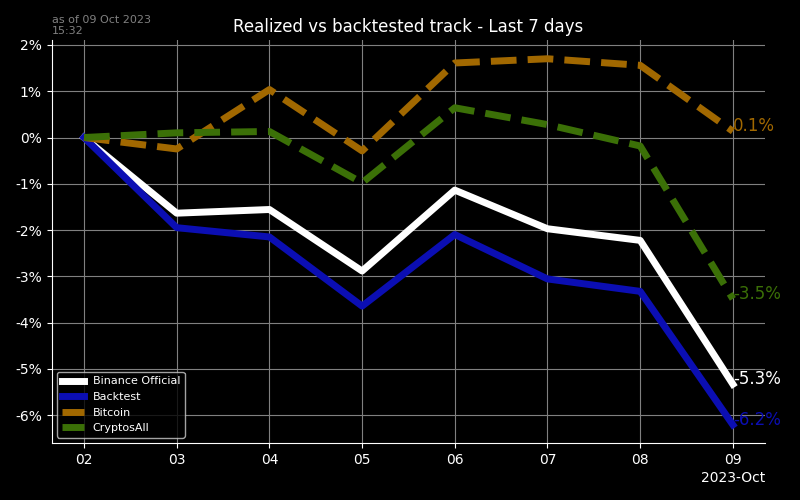 as of 09 Oct 2023
15:32
Realized vs backtested track - Last 7 days
2%
1%
0%
-1%
-2%
-3%
-4%
-5%
-6%
0.1%
-3.5%
-5.3%
-6.2%
Binance Official
Backtest
Bitcoin
CryptosAll
02 03 04 05 06 07 08 09
2023-Oct